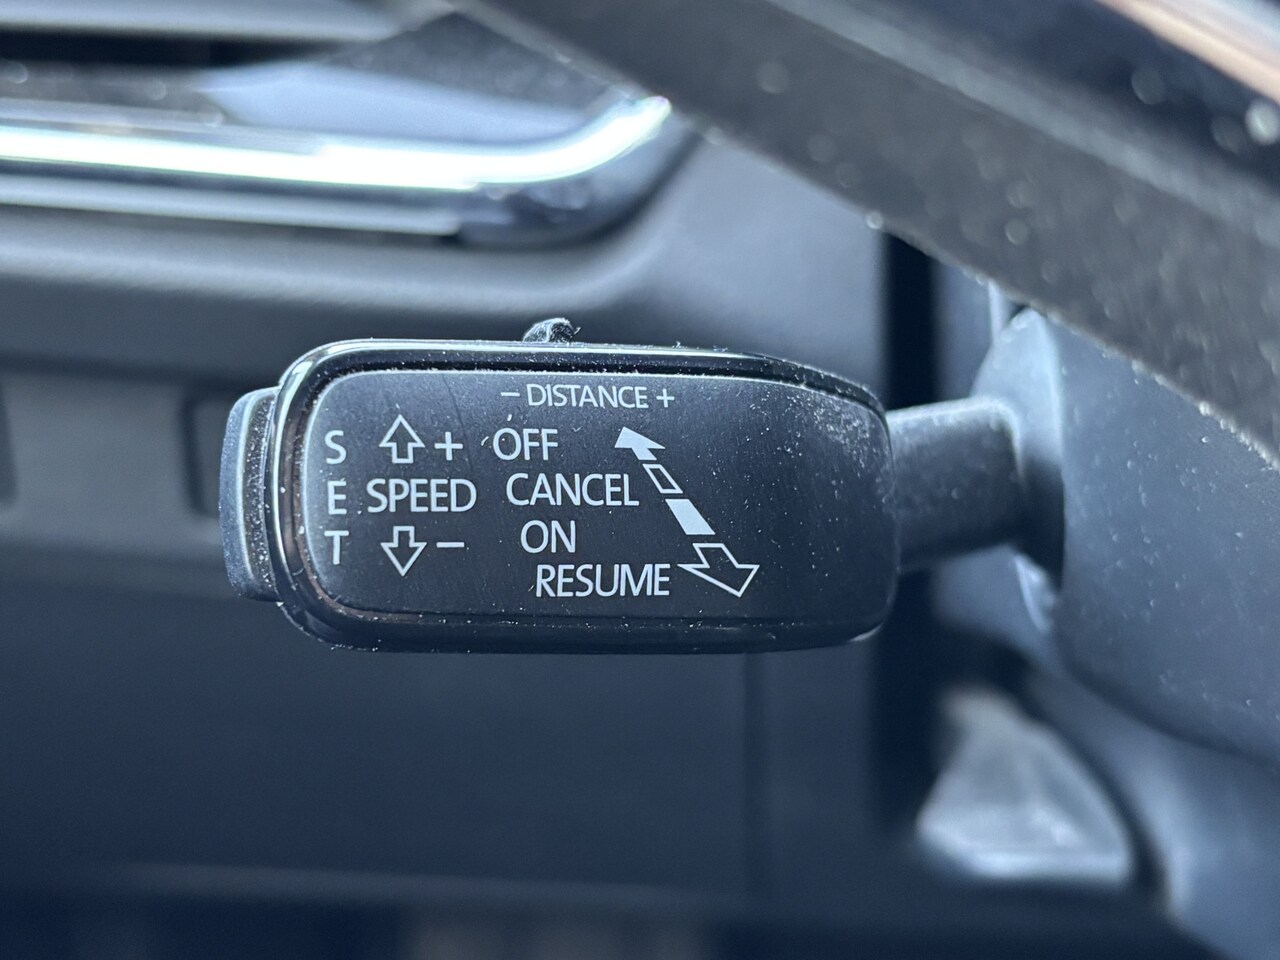 − DISTANCE +
S + OFF
E SPEED CANCEL
T − ON
RESUME